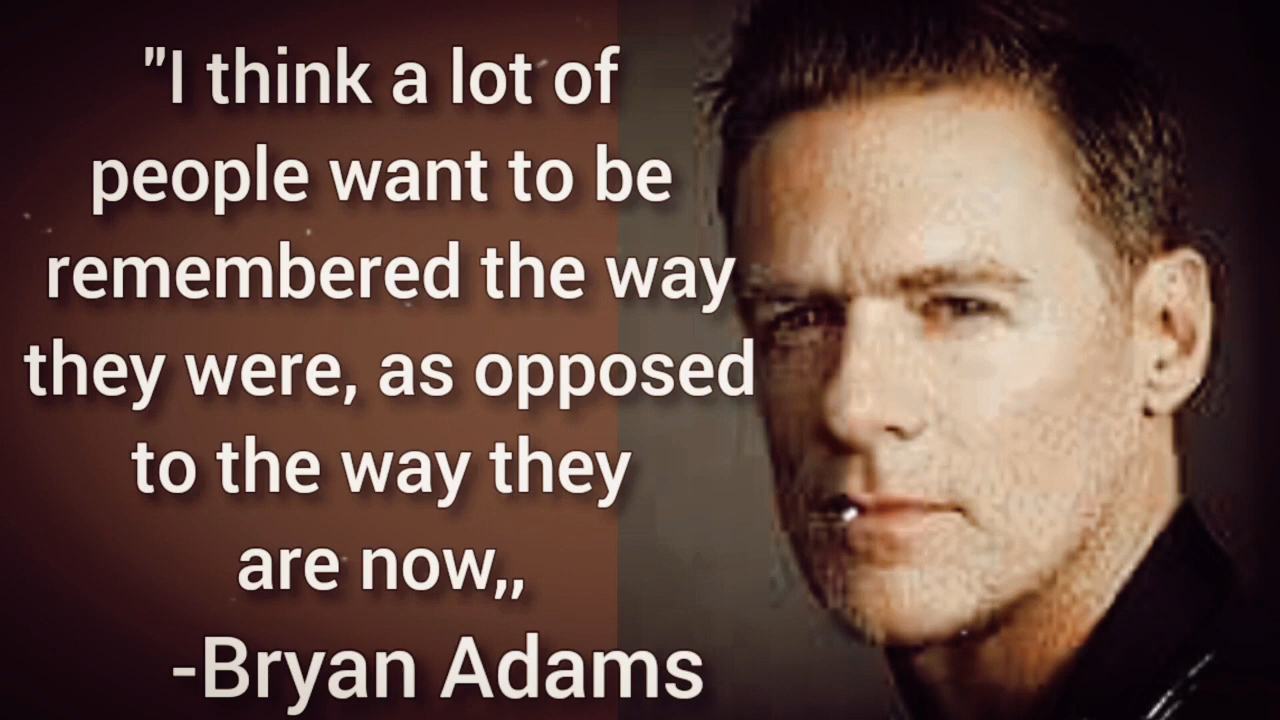 "I think a lot of
people want to be
remembered the way
they were, as opposed
to the way they
are now,,
-Bryan Adams